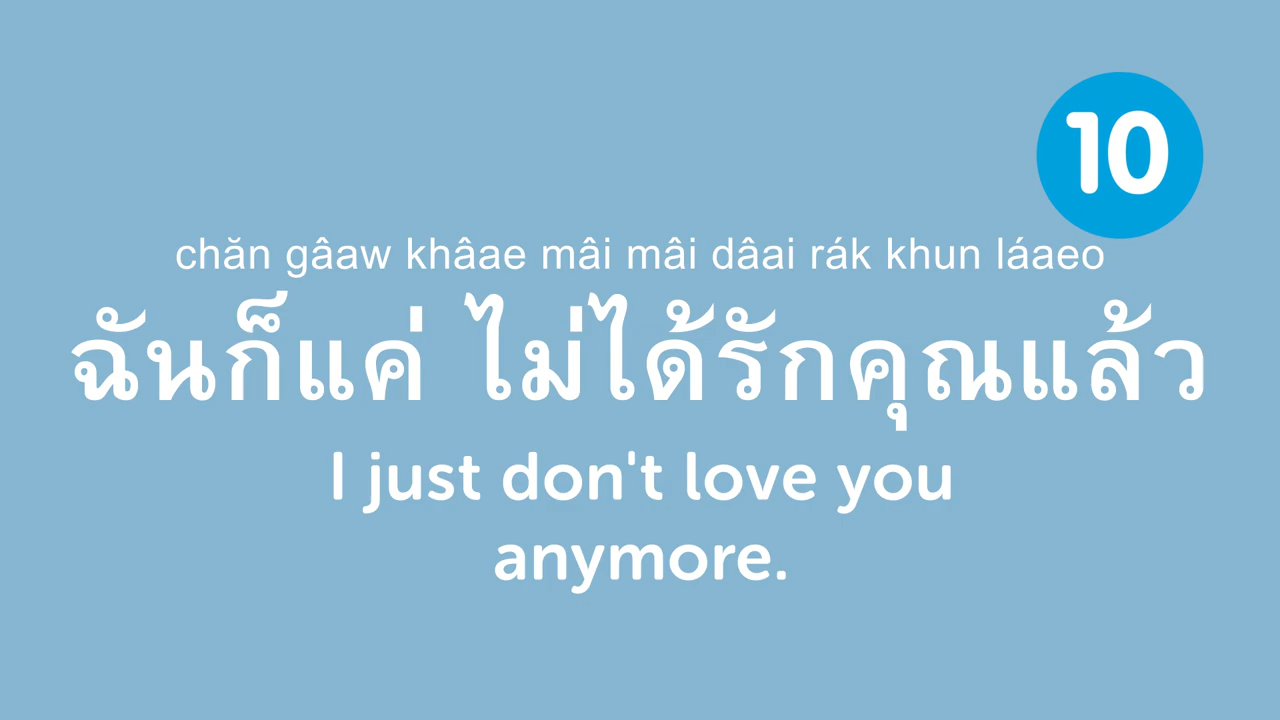 10
chăn gâaw khâae mâi mâi dâai rák khun láaeo
ฉันก็แค่ ไม่ได้รักคุณแล้ว
I just don't love you
anymore.